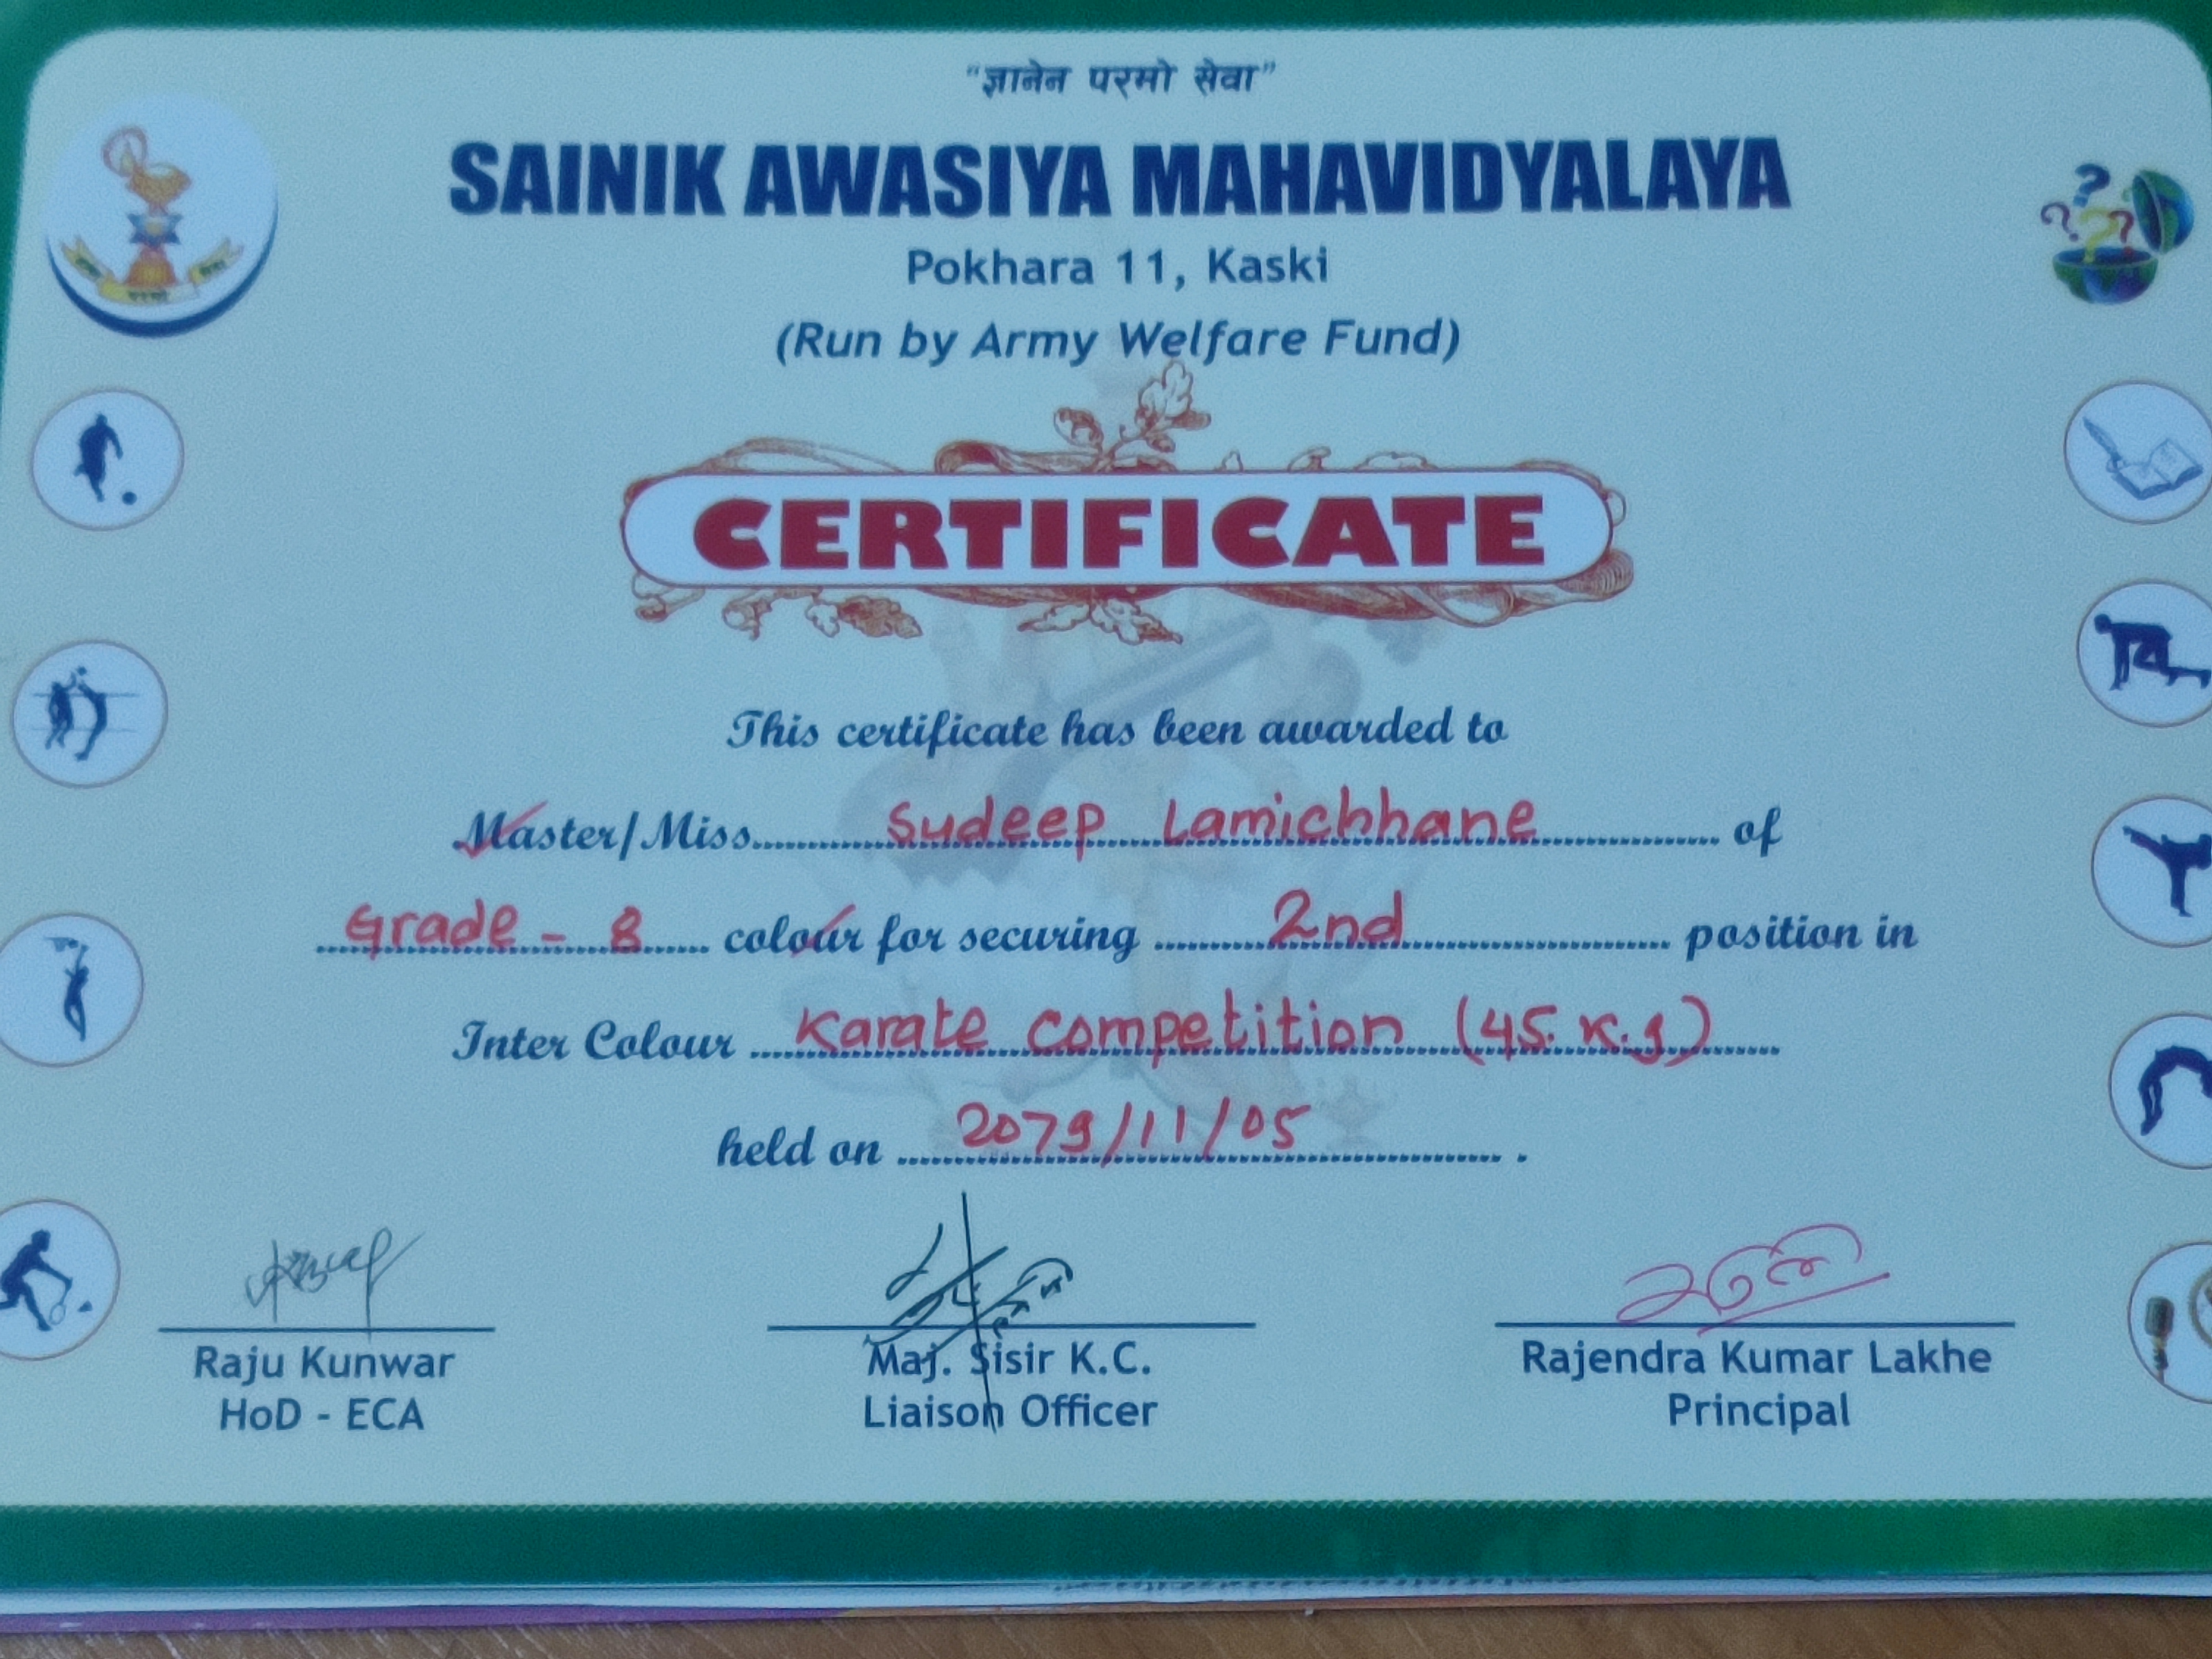 "ज्ञानेन परमो सेवा"
SAINIK AWASIYA MAHAVIDYALAYA
Pokhara 11, Kaski
(Run by Army Welfare Fund)
CERTIFICATE
This certificate has been awarded to
Master/Miss Sudeep Lamichhane of
Grade - 8 colour for securing 2nd position in
Inter Colour Karate Competition (45. K.g)
held on 2079/11/05 .
Raju Kunwar
HoD - ECA
Maj. Sisir K.C.
Liaison Officer
Rajendra Kumar Lakhe
Principal